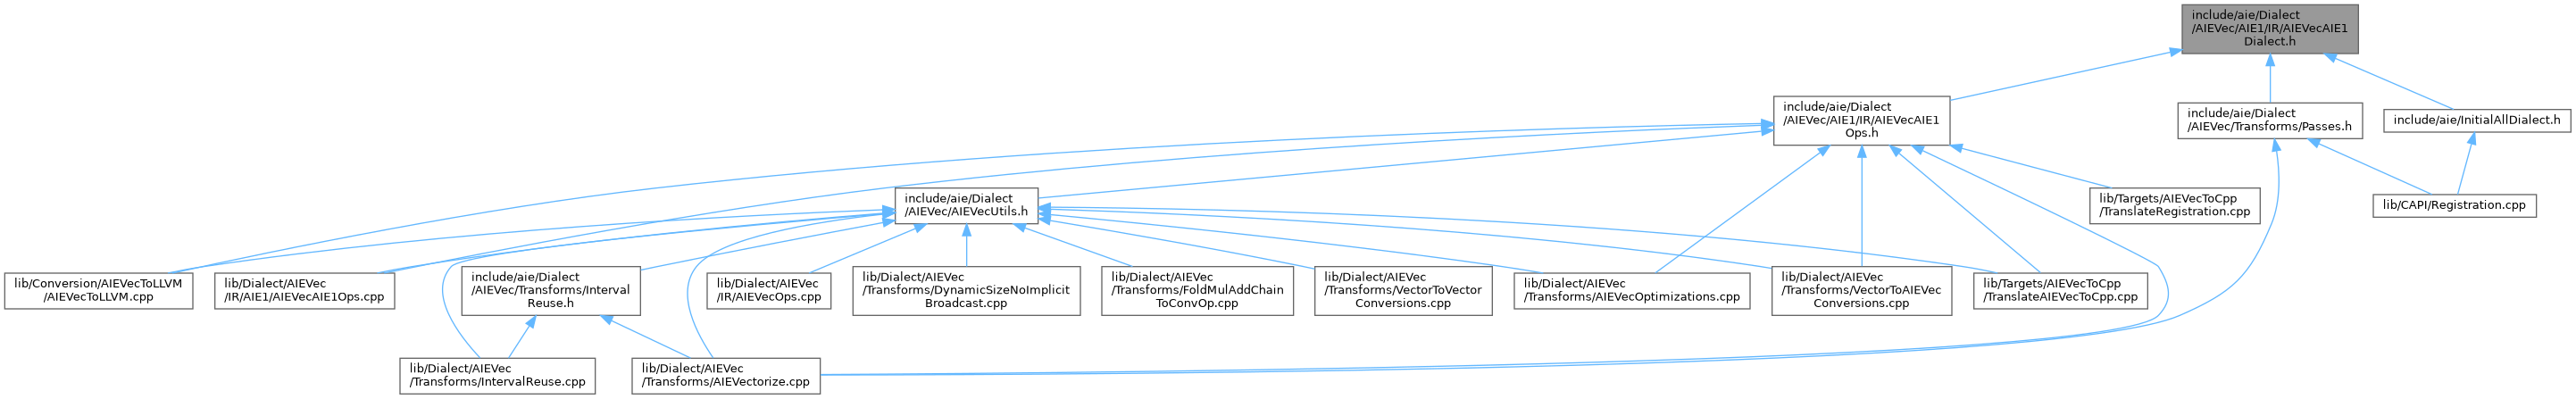 include/aie/Dialect
/AIEVec/AIE1/IR/AIEVecAIE1
Dialect.h
include/aie/Dialect
/AIEVec/AIE1/IR/AIEVecAIE1
Ops.h
include/aie/Dialect
/AIEVec/Transforms/Passes.h
include/aie/InitialAllDialect.h
include/aie/Dialect
/AIEVec/AIEVecUtils.h
lib/Targets/AIEVecToCpp
/TranslateRegistration.cpp
lib/CAPI/Registration.cpp
lib/Conversion/AIEVecToLLVM
/AIEVecToLLVM.cpp
lib/Dialect/AIEVec
/IR/AIE1/AIEVecAIE1Ops.cpp
include/aie/Dialect
/AIEVec/Transforms/Interval
Reuse.h
lib/Dialect/AIEVec
/IR/AIEVecOps.cpp
lib/Dialect/AIEVec
/Transforms/DynamicSizeNoImplicit
Broadcast.cpp
lib/Dialect/AIEVec
/Transforms/FoldMulAddChain
ToConvOp.cpp
lib/Dialect/AIEVec
/Transforms/VectorToVector
Conversions.cpp
lib/Dialect/AIEVec
/Transforms/AIEVecOptimizations.cpp
lib/Dialect/AIEVec
/Transforms/VectorToAIEVec
Conversions.cpp
lib/Targets/AIEVecToCpp
/TranslateAIEVecToCpp.cpp
lib/Dialect/AIEVec
/Transforms/IntervalReuse.cpp
lib/Dialect/AIEVec
/Transforms/AIEVectorize.cpp